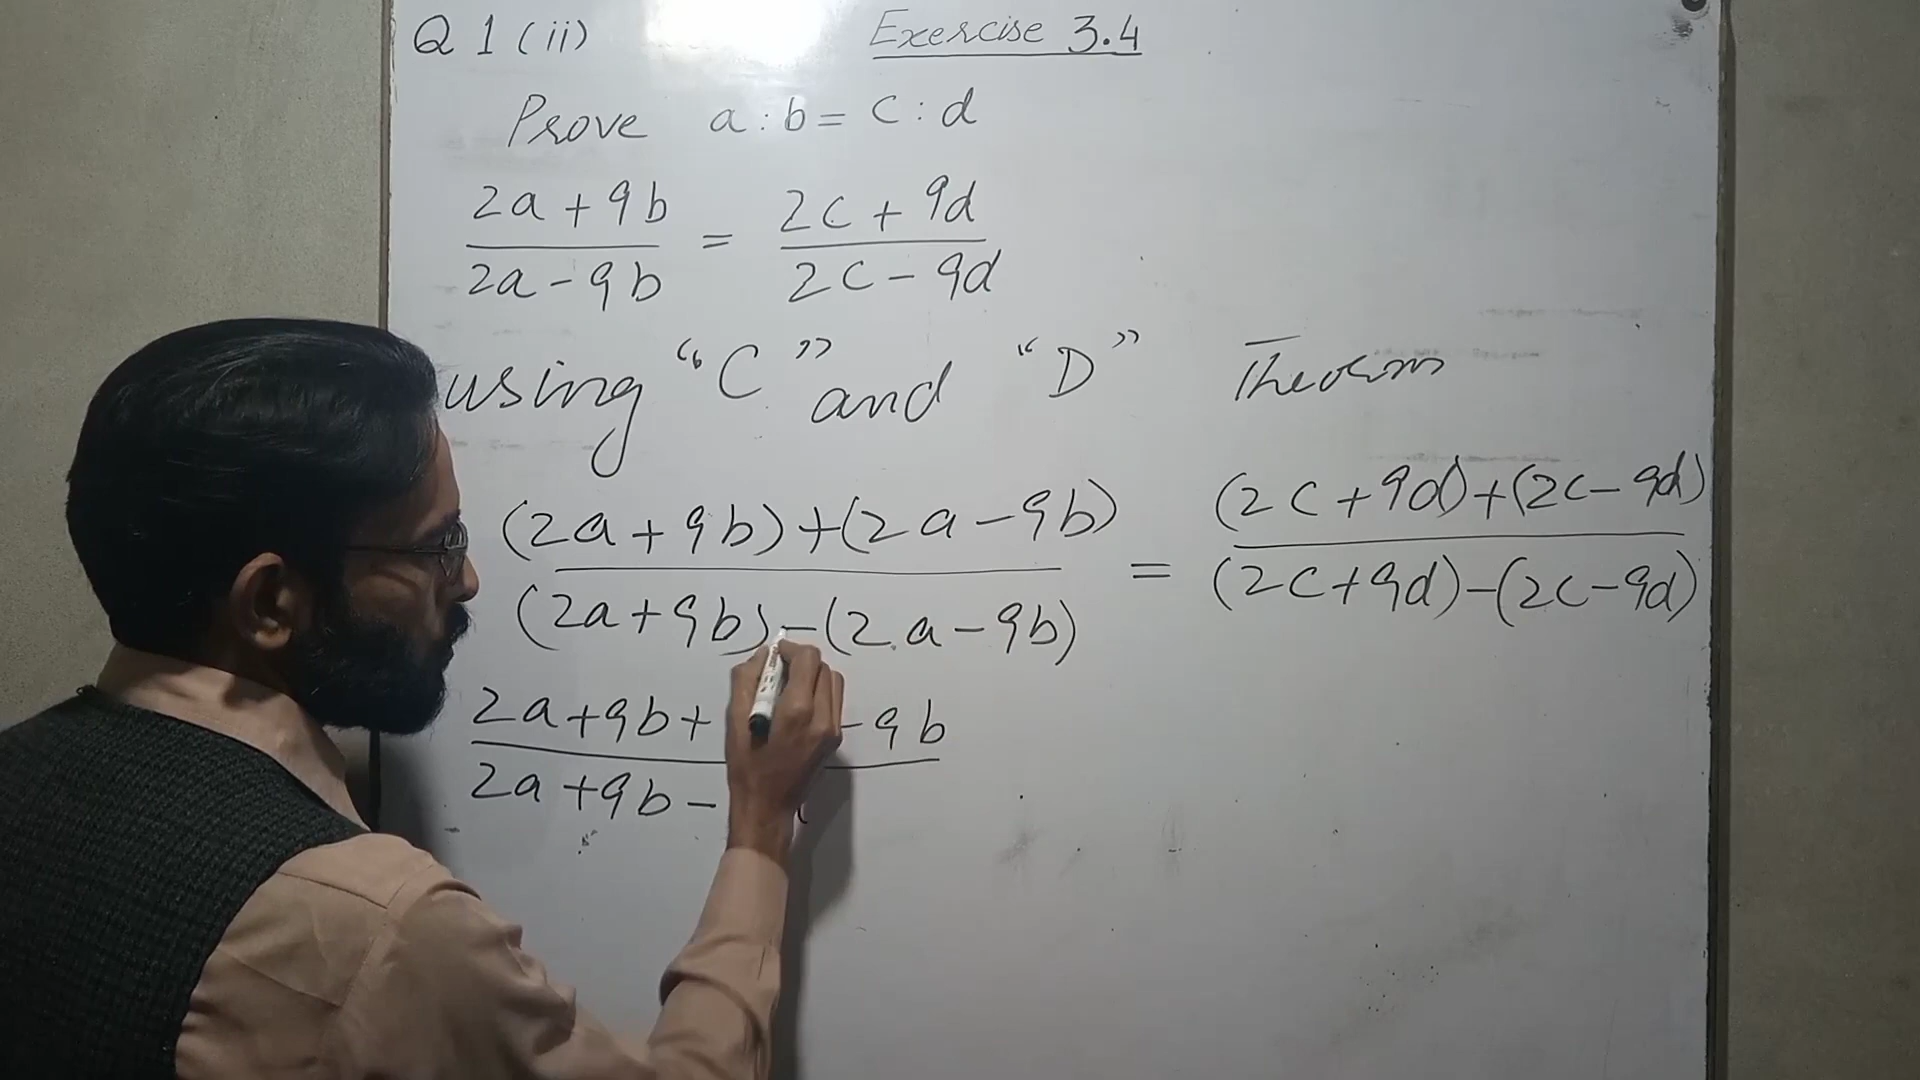 Q 1 (ii)
Exercise 3.4
Prove a : b = c : d
2a + 9b / 2a - 9b = 2c + 9d / 2c - 9d
using “C” and “D” Theorem
(2a + 9b) + (2a - 9b) / (2a + 9b) - (2a - 9b) = (2c + 9d) + (2c - 9d) / (2c + 9d) - (2c - 9d)
2a + 9b + - 9b
2a + 9b -